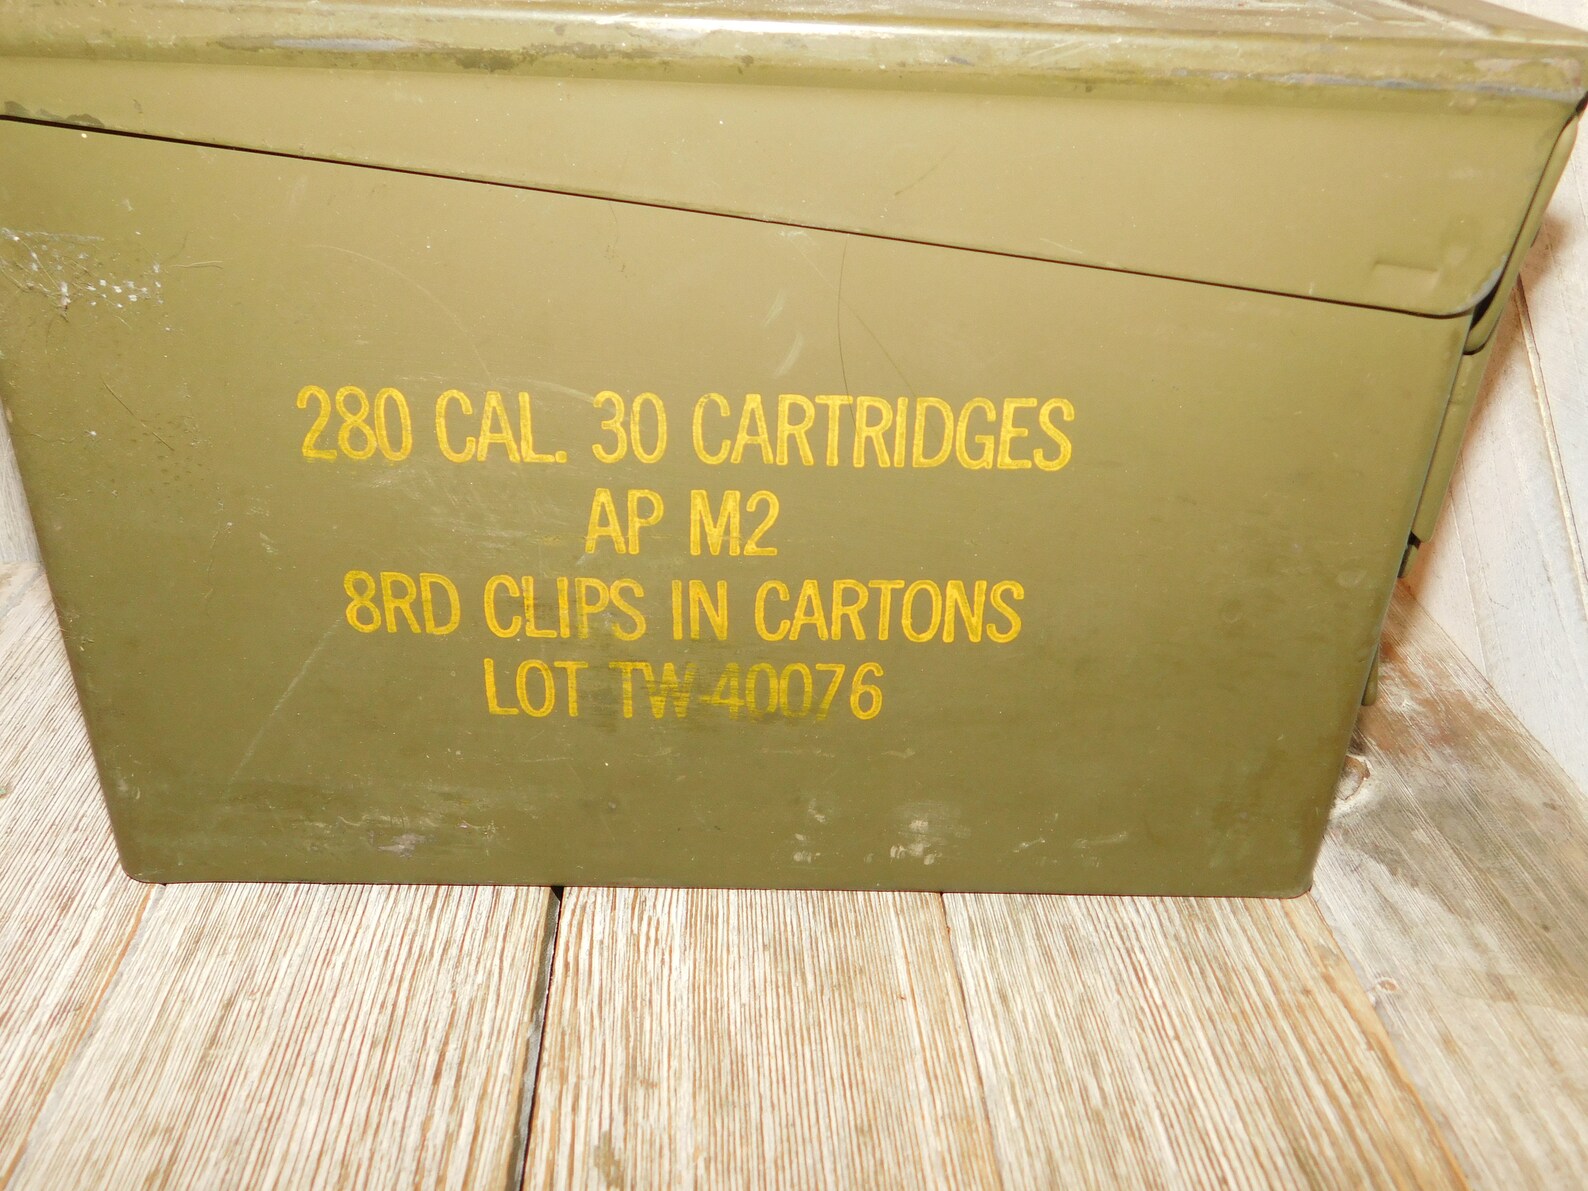 280 CAL. 30 CARTRIDGES
AP M2
8RD CLIPS IN CARTONS
LOT TW-40076